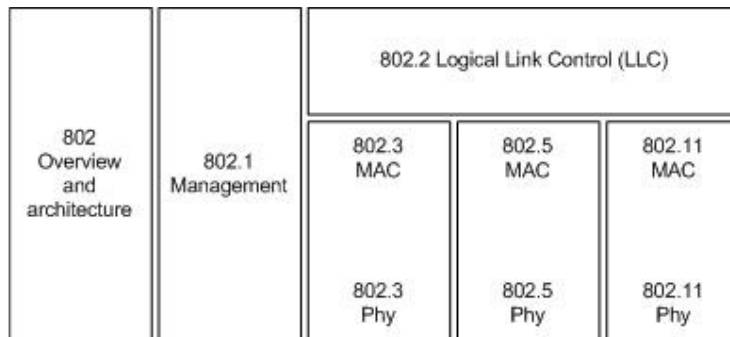 802
Overview
and
architecture
802.1
Management
802.2 Logical Link Control (LLC)
802.3
MAC
802.5
MAC
802.11
MAC
802.3
Phy
802.5
Phy
802.11
Phy